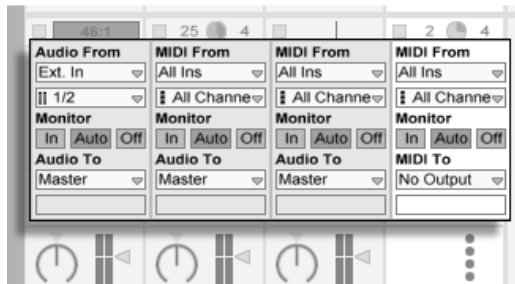 46:1 25 4 2 4
Audio From MIDI From MIDI From MIDI From
Ext. In All Ins All Ins All Ins
1/2 All Channe All Channe All Channe
Monitor Monitor Monitor Monitor
In Auto Off In Auto Off In Auto Off In Auto Off
Audio To Audio To Audio To MIDI To
Master Master Master No Output